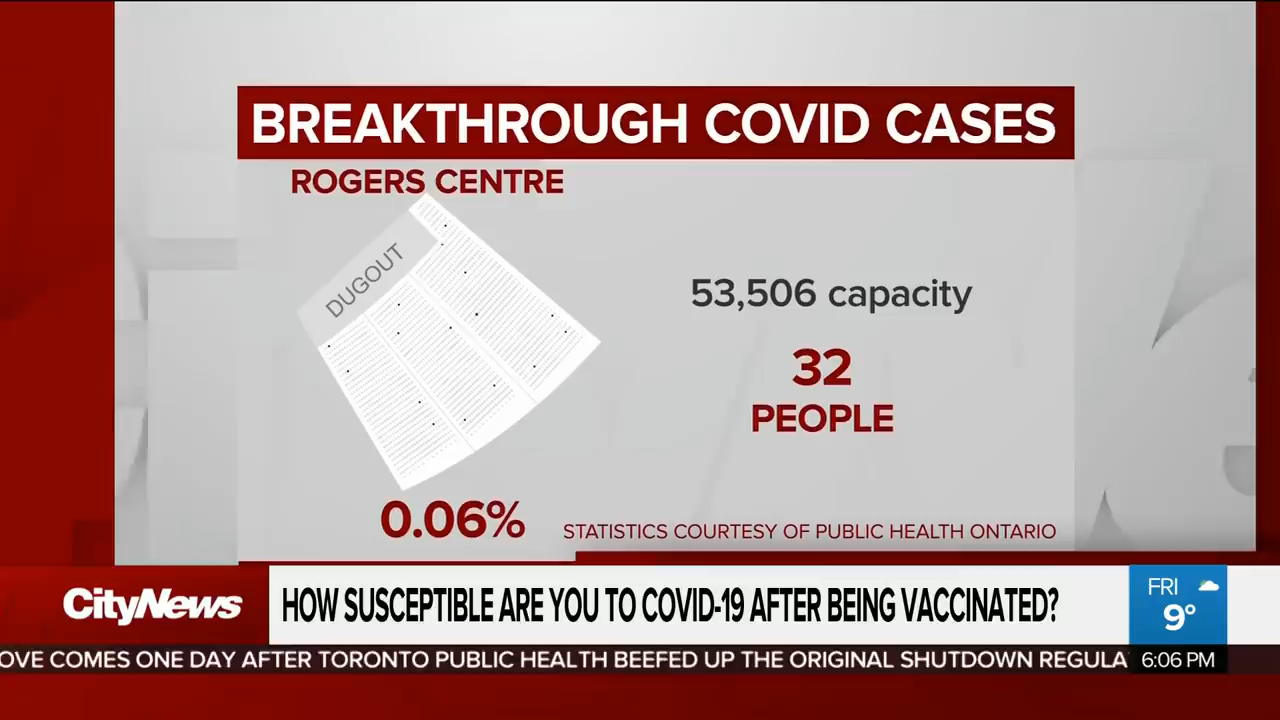 BREAKTHROUGH COVID CASES
ROGERS CENTRE
DUGOUT
53,506 capacity
32
PEOPLE
0.06%
STATISTICS COURTESY OF PUBLIC HEALTH ONTARIO
CityNews
HOW SUSCEPTIBLE ARE YOU TO COVID-19 AFTER BEING VACCINATED?
FRI
9°
OVE COMES ONE DAY AFTER TORONTO PUBLIC HEALTH BEEFED UP THE ORIGINAL SHUTDOWN REGULA
6:06 PM